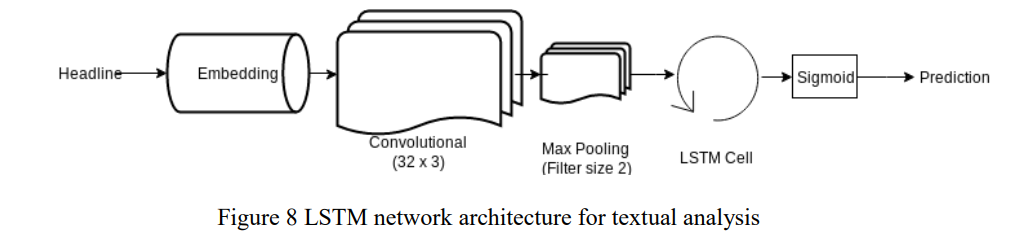 Headline
Embedding
Convolutional
(32 x 3)
Max Pooling
(Filter size 2)
LSTM Cell
Sigmoid
Prediction
Figure 8 LSTM network architecture for textual analysis